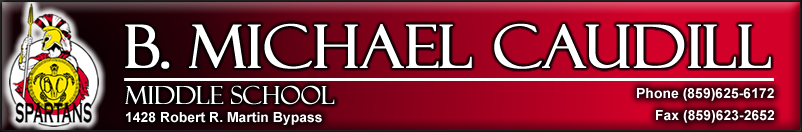 B. MICHAEL CAUDILL
MIDDLE SCHOOL
1428 Robert R. Martin Bypass
Phone (859)625-6172
Fax (859)623-2652
SPARTANS